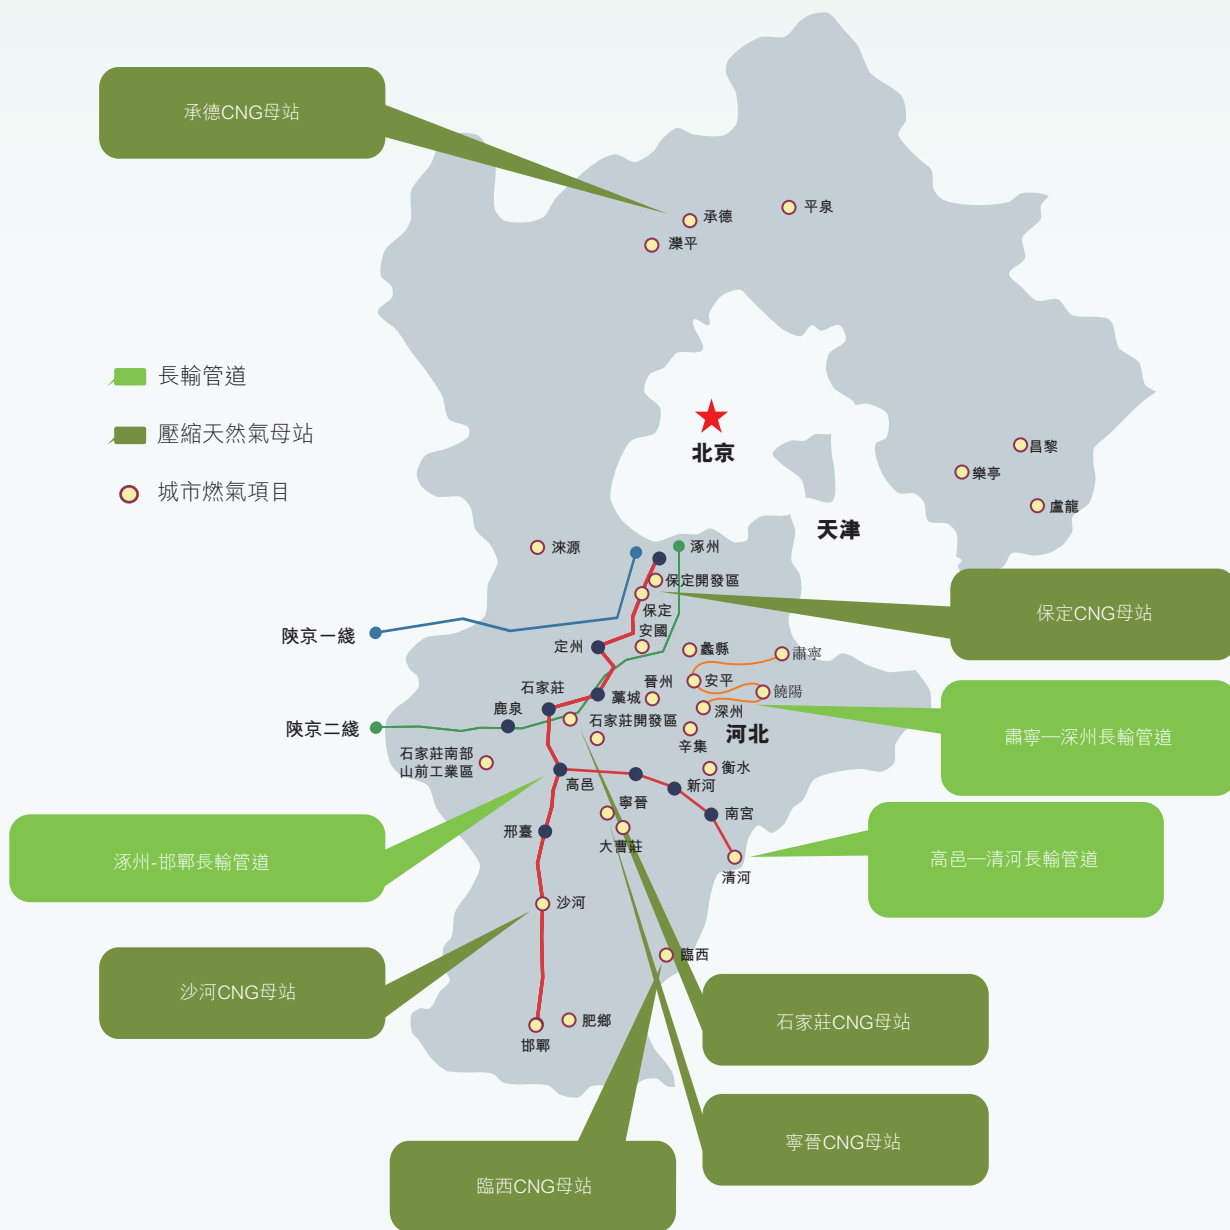 承德CNG母站
承德
平泉
灤平
長輸管道
壓縮天然氣母站
城市燃氣項目
北京
昌黎
樂亭
盧龍
天津
淶源
涿州
保定開發區
保定CNG母站
保定
陝京一綫
安國
定州
蠡縣
肅寧
石家莊
晉州
安平
鹿泉
藁城
饒陽
深州
陝京二綫
石家莊開發區
河北
肅寧—深州長輸管道
辛集
石家莊南部
山前工業區
衡水
高邑
新河
寧晉
南宮
邢臺
大曹莊
涿州-邯鄲長輸管道
高邑—清河長輸管道
清河
沙河
臨西
沙河CNG母站
肥鄉
石家莊CNG母站
邯鄲
寧晉CNG母站
臨西CNG母站